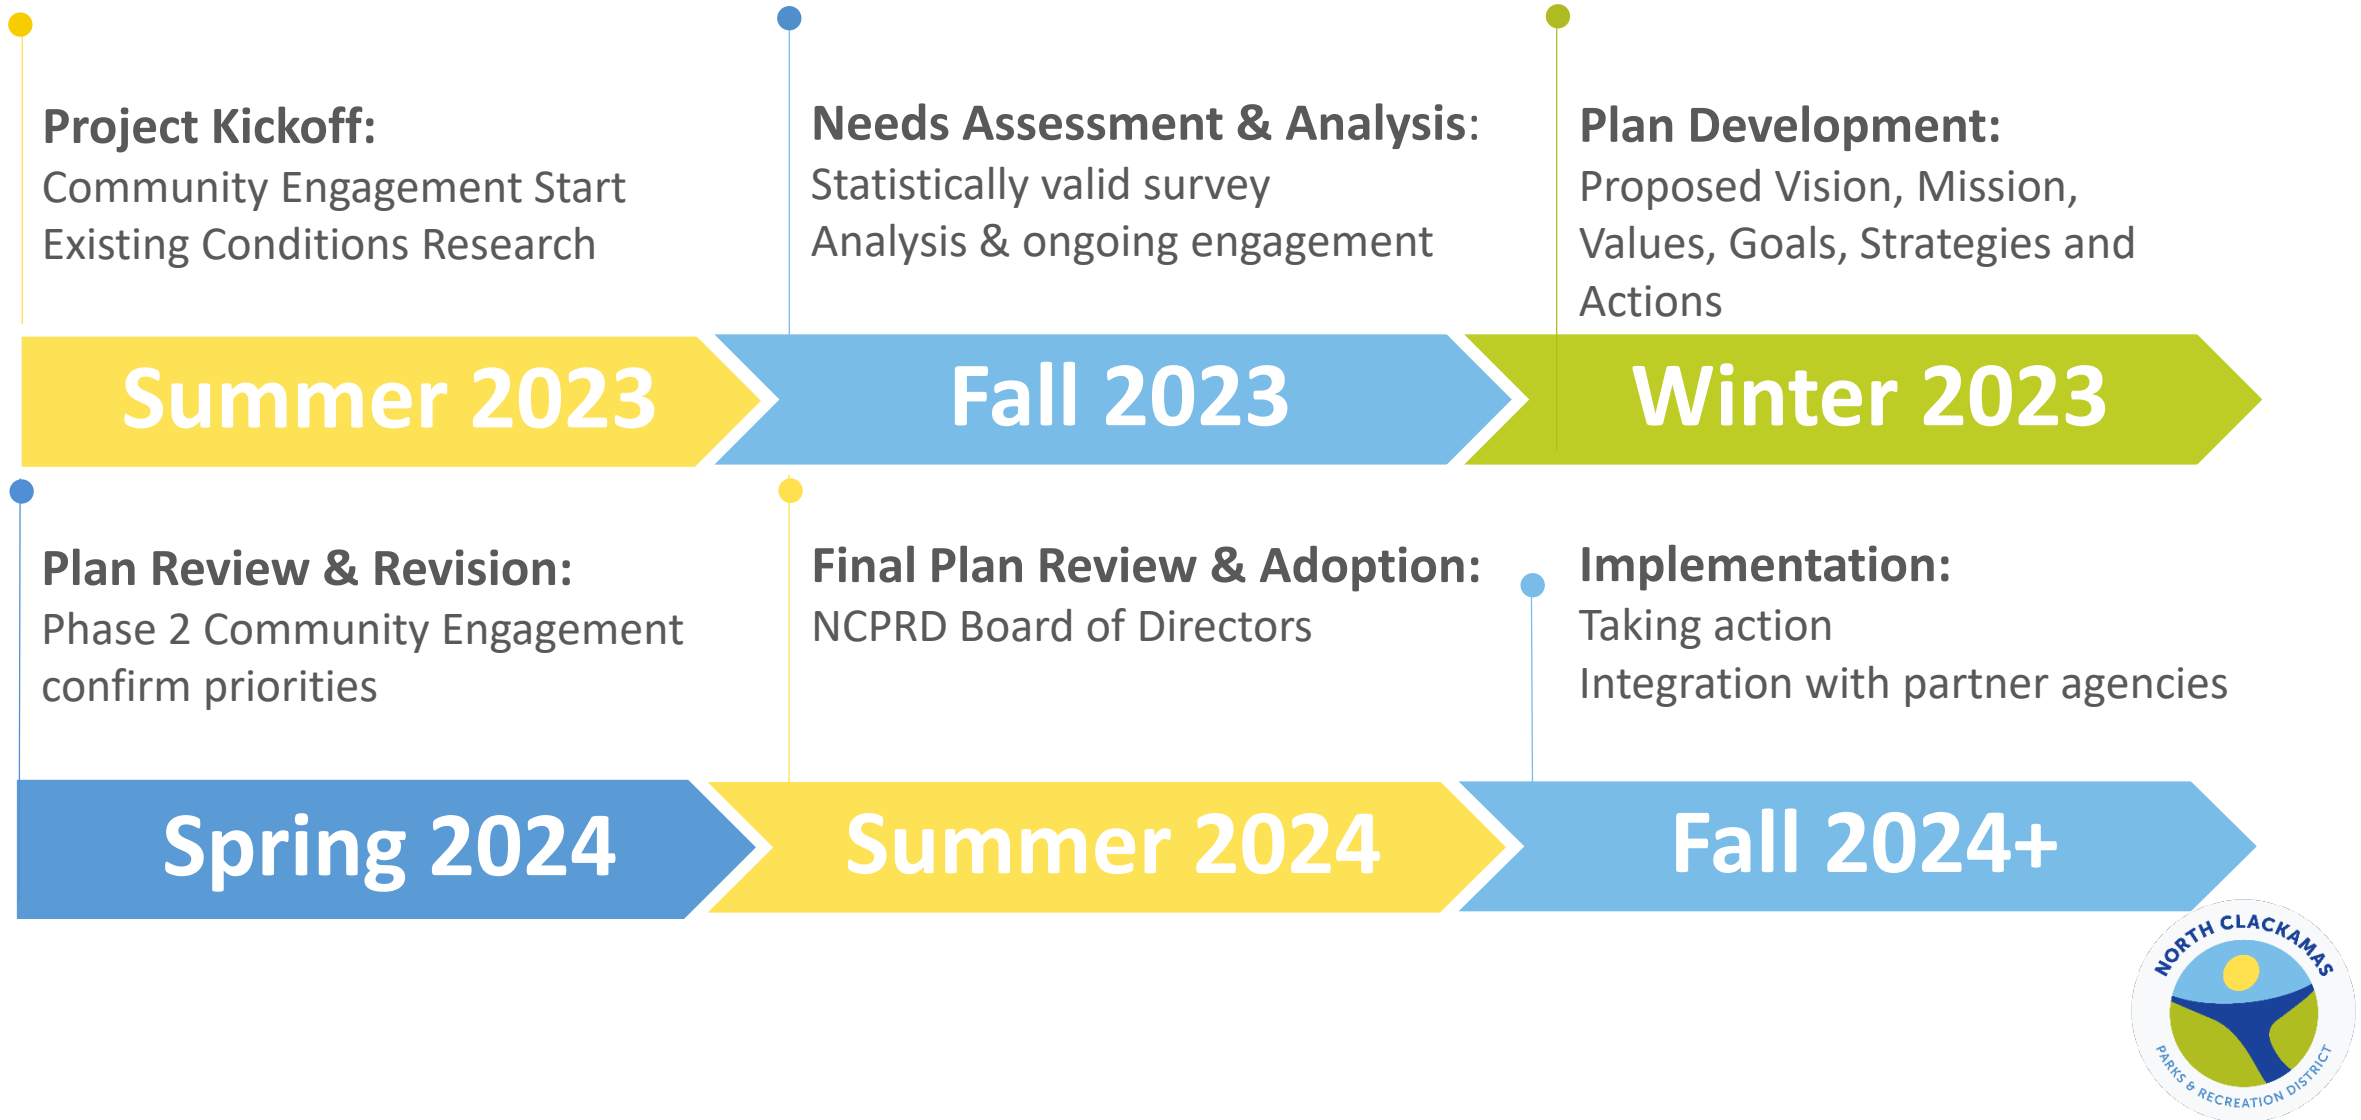 Project Kickoff:
Community Engagement Start
Existing Conditions Research
Needs Assessment & Analysis:
Statistically valid survey
Analysis & ongoing engagement
Plan Development:
Proposed Vision, Mission,
Values, Goals, Strategies and
Actions
Summer 2023
Fall 2023
Winter 2023
Plan Review & Revision:
Phase 2 Community Engagement
confirm priorities
Final Plan Review & Adoption:
NCPRD Board of Directors
Implementation:
Taking action
Integration with partner agencies
Spring 2024
Summer 2024
Fall 2024+
NORTH CLACKAMAS
PARKS & RECREATION DISTRICT